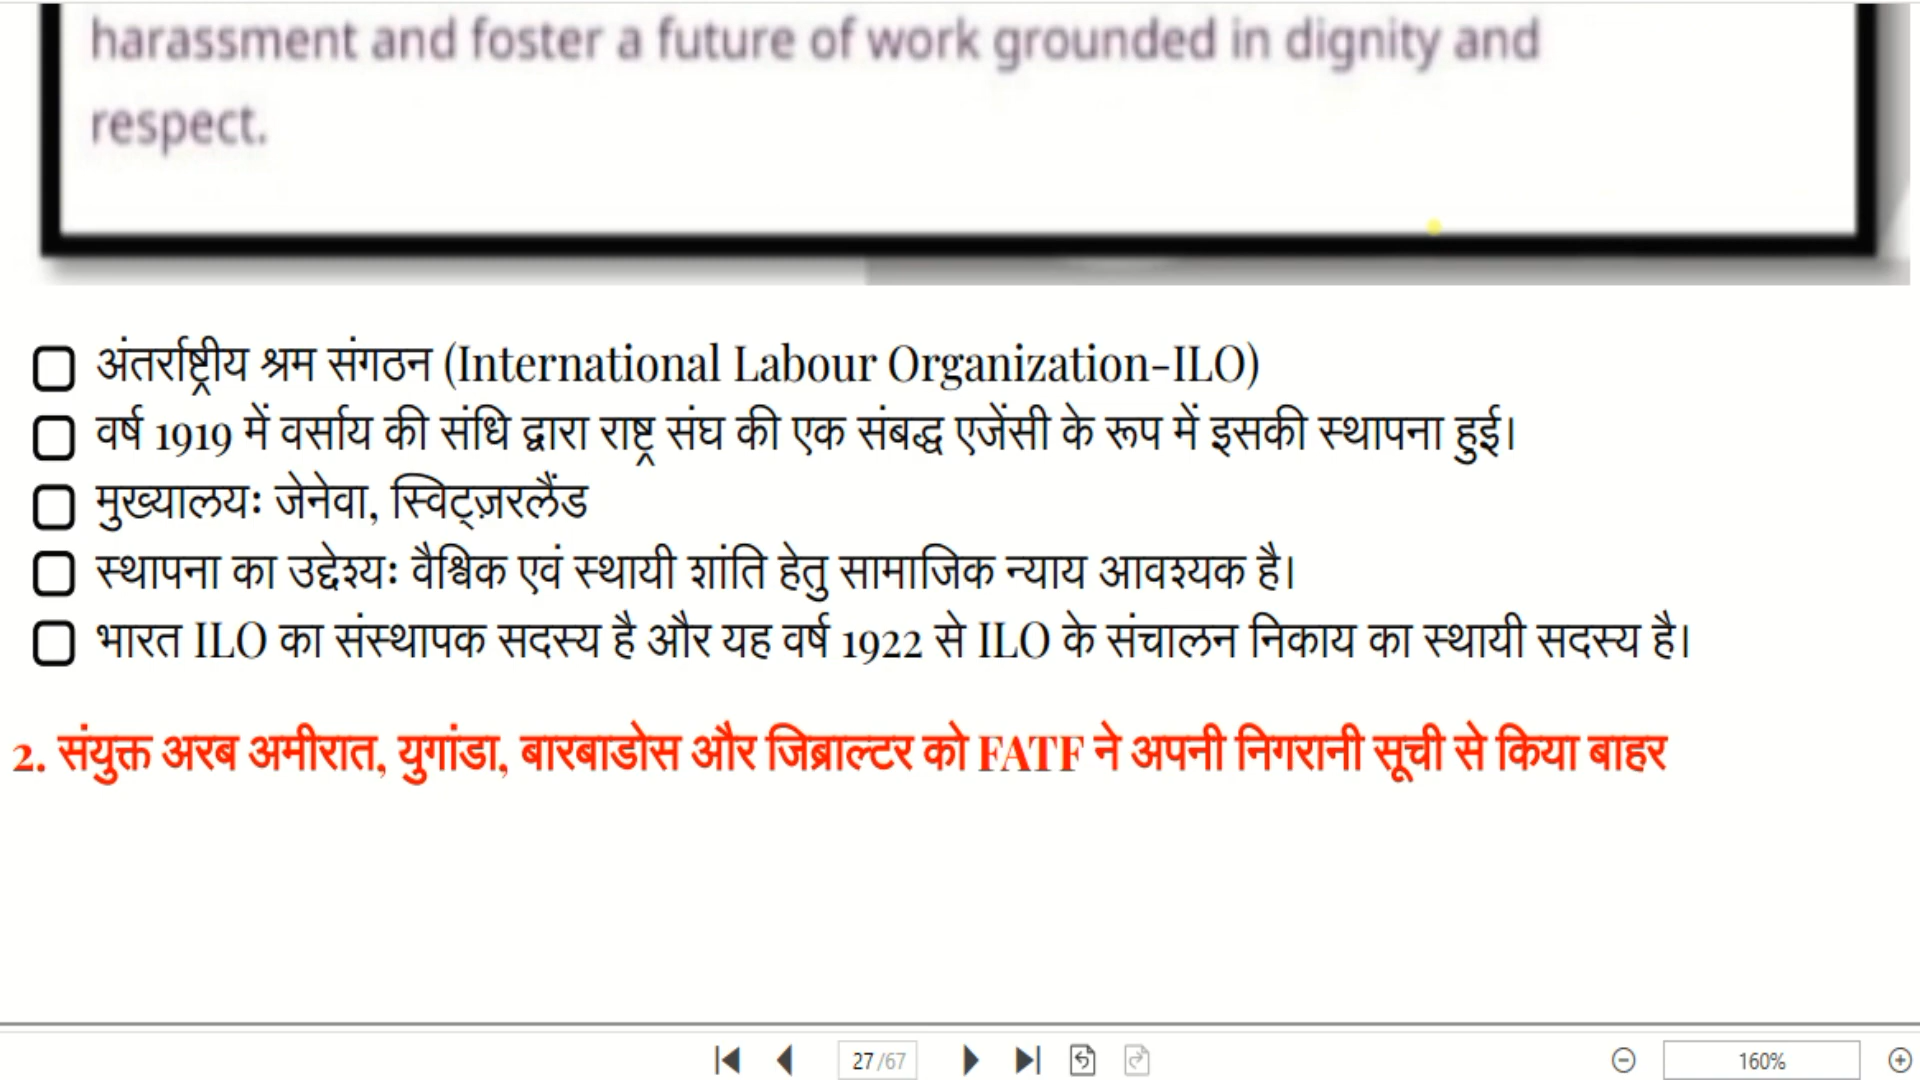 harassment and foster a future of work grounded in dignity and
respect.
अंतर्राष्ट्रीय श्रम संगठन (International Labour Organization-ILO)
वर्ष 1919 में वर्साय की संधि द्वारा राष्ट्र संघ की एक संबद्ध एजेंसी के रूप में इसकी स्थापना हुई।
मुख्यालयः जेनेवा, स्विट्ज़रलैंड
स्थापना का उद्देश्यः वैश्विक एवं स्थायी शांति हेतु सामाजिक न्याय आवश्यक है।
भारत ILO का संस्थापक सदस्य है और यह वर्ष 1922 से ILO के संचालन निकाय का स्थायी सदस्य है।
2. संयुक्त अरब अमीरात, युगांडा, बारबाडोस और जिब्राल्टर को FATF ने अपनी निगरानी सूची से किया बाहर
27/67 160%